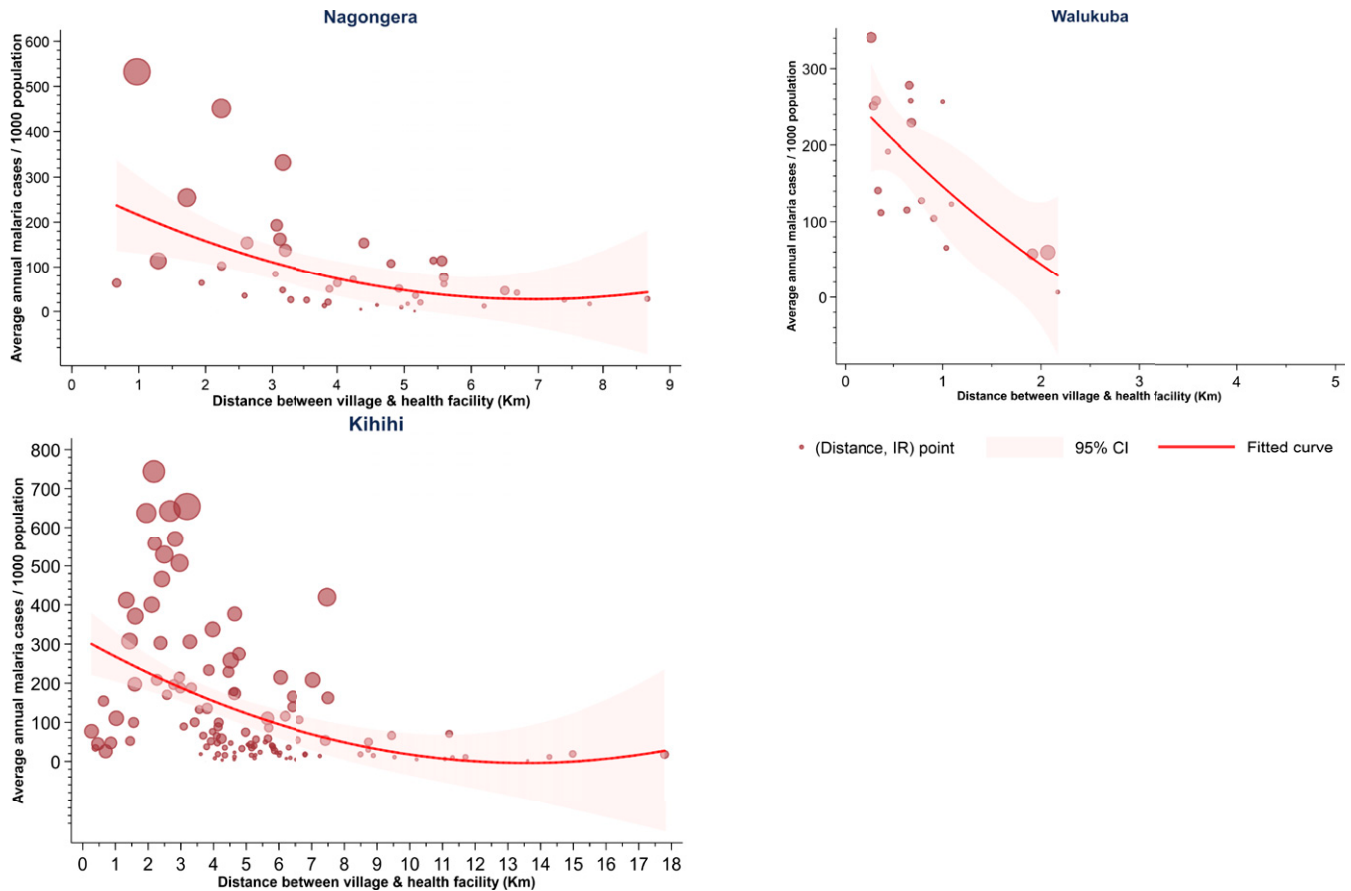 Nagongera
Average annual malaria cases / 1000 population
600
500
400
300
200
100
0
0 1 2 3 4 5 6 7 8 9
Distance between village & health facility (Km)
Walukuba
Average annual malaria cases / 1000 population
300
200
100
0
0 1 2 3 4 5
Distance between village & health facility (Km)
(Distance, IR) point 95% CI Fitted curve
Kihihi
Average annual malaria cases / 1000 population
800
700
600
500
400
300
200
100
0
0 1 2 3 4 5 6 7 8 9 10 11 12 13 14 15 16 17 18
Distance between village & health facility (Km)